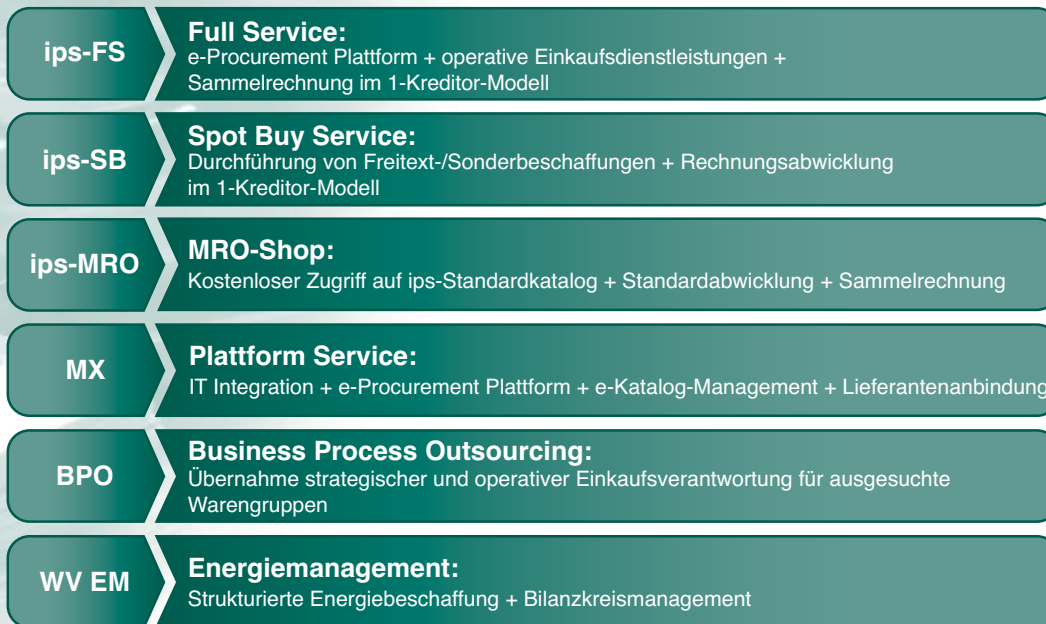 ips-FS
Full Service:
e-Procurement Plattform + operative Einkaufsdienstleistungen +
Sammelrechnung im 1-Kreditor-Modell
ips-SB
Spot Buy Service:
Durchführung von Freitext-/Sonderbeschaffungen + Rechnungsabwicklung
im 1-Kreditor-Modell
ips-MRO
MRO-Shop:
Kostenloser Zugriff auf ips-Standardkatalog + Standardabwicklung + Sammelrechnung
MX
Plattform Service:
IT Integration + e-Procurement Plattform + e-Katalog-Management + Lieferantenanbindung
BPO
Business Process Outsourcing:
Übernahme strategischer und operativer Einkaufsverantwortung für ausgesuchte
Warengruppen
WV EM
Energiemanagement:
Strukturierte Energiebeschaffung + Bilanzkreismanagement